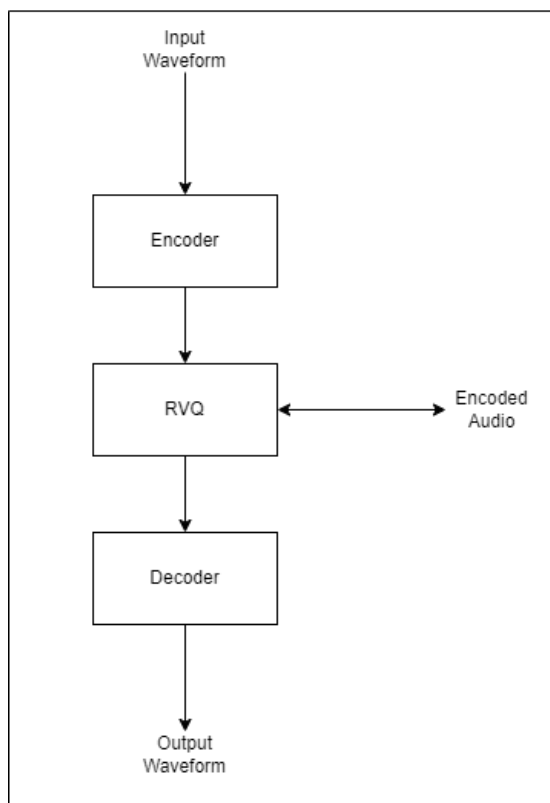 Input
Waveform
Encoder
RVQ
Encoded
Audio
Decoder
Output
Waveform